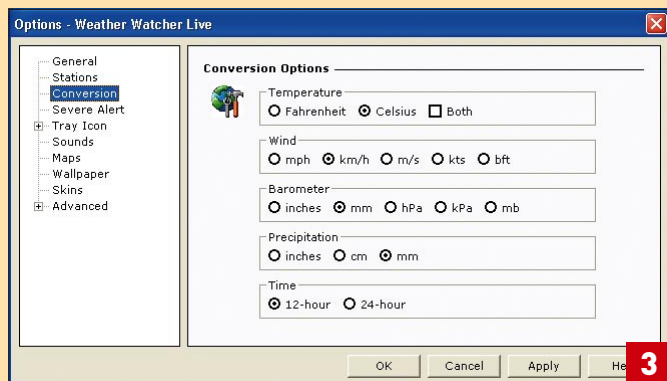 Options - Weather Watcher Live
General
Stations
Conversion
Severe Alert
Tray Icon
Sounds
Maps
Wallpaper
Skins
Advanced
Conversion Options
Temperature
Fahrenheit Celsius Both
Wind
mph km/h m/s kts bft
Barometer
inches mm hPa kPa mb
Precipitation
inches cm mm
Time
12-hour 24-hour
OK Cancel Apply
3